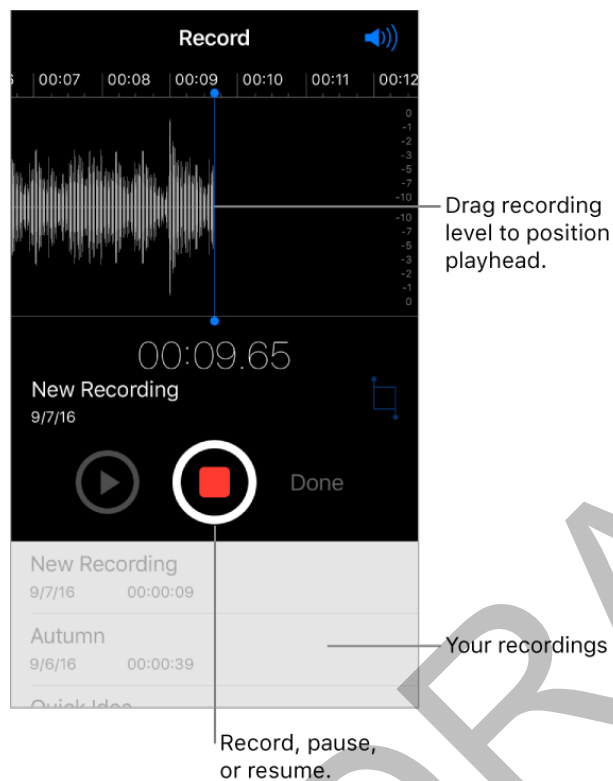 Record
00:07 00:08 00:09 00:10 00:11 00:12
0
-1
-2
-3
-5
-7
-10
-10
-7
-5
-3
-2
-1
0
Drag recording
level to position
playhead.
00:09.65
New Recording
9/7/16
Done
New Recording
9/7/16 00:00:09
Autumn
9/6/16 00:00:39
Your recordings
Record, pause,
or resume.